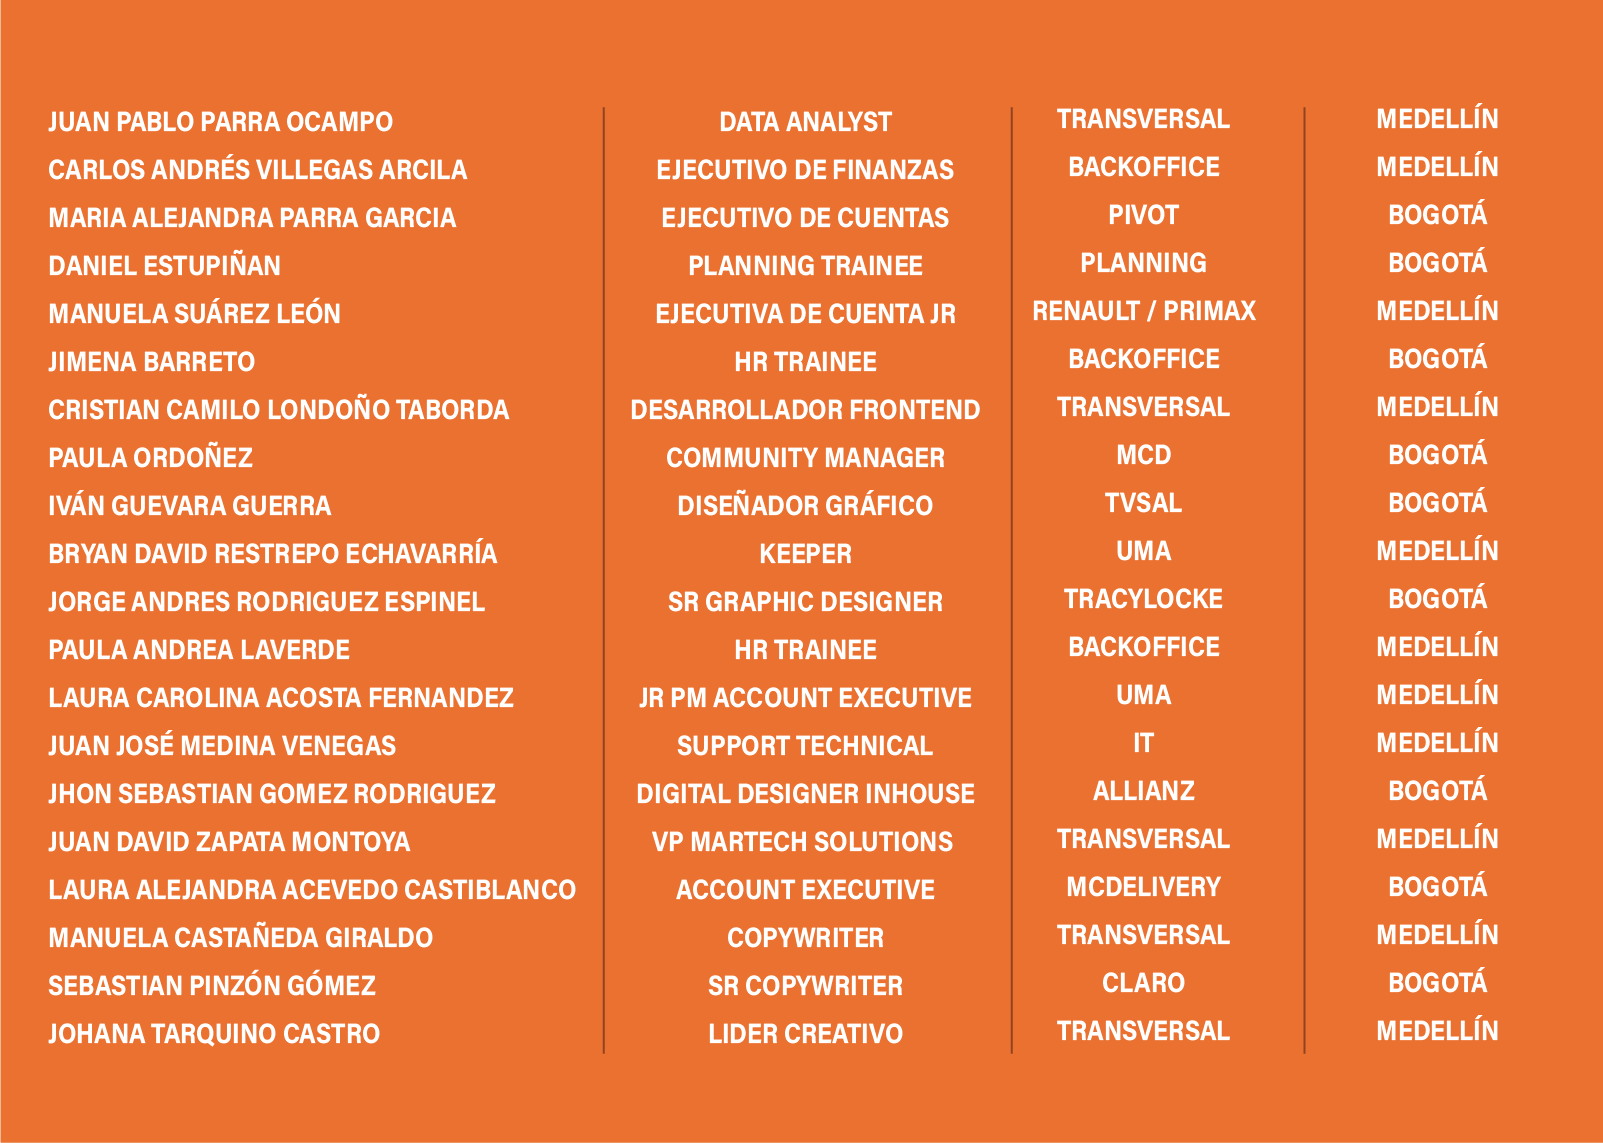 JUAN PABLO PARRA OCAMPO DATA ANALYST TRANSVERSAL MEDELLÍN
CARLOS ANDRÉS VILLEGAS ARCILA EJECUTIVO DE FINANZAS BACKOFFICE MEDELLÍN
MARIA ALEJANDRA PARRA GARCIA EJECUTIVO DE CUENTAS PIVOT BOGOTÁ
DANIEL ESTUPIÑAN PLANNING TRAINEE PLANNING BOGOTÁ
MANUELA SUÁREZ LEÓN EJECUTIVA DE CUENTA JR RENAULT / PRIMAX MEDELLÍN
JIMENA BARRETO HR TRAINEE BACKOFFICE BOGOTÁ
CRISTIAN CAMILO LONDOÑO TABORDA DESARROLLADOR FRONTEND TRANSVERSAL MEDELLÍN
PAULA ORDOÑEZ COMMUNITY MANAGER MCD BOGOTÁ
IVÁN GUEVARA GUERRA DISEÑADOR GRÁFICO TVSAL BOGOTÁ
BRYAN DAVID RESTREPO ECHAVARRÍA KEEPER UMA MEDELLÍN
JORGE ANDRES RODRIGUEZ ESPINEL SR GRAPHIC DESIGNER TRACYLOCKE BOGOTÁ
PAULA ANDREA LAVERDE HR TRAINEE BACKOFFICE MEDELLÍN
LAURA CAROLINA ACOSTA FERNANDEZ JR PM ACCOUNT EXECUTIVE UMA MEDELLÍN
JUAN JOSÉ MEDINA VENEGAS SUPPORT TECHNICAL IT MEDELLÍN
JHON SEBASTIAN GOMEZ RODRIGUEZ DIGITAL DESIGNER INHOUSE ALLIANZ BOGOTÁ
JUAN DAVID ZAPATA MONTOYA VP MARTECH SOLUTIONS TRANSVERSAL MEDELLÍN
LAURA ALEJANDRA ACEVEDO CASTIBLANCO ACCOUNT EXECUTIVE MCDELIVERY BOGOTÁ
MANUELA CASTAÑEDA GIRALDO COPYWRITER TRANSVERSAL MEDELLÍN
SEBASTIAN PINZÓN GÓMEZ SR COPYWRITER CLARO BOGOTÁ
JOHANA TARQUINO CASTRO LIDER CREATIVO TRANSVERSAL MEDELLÍN